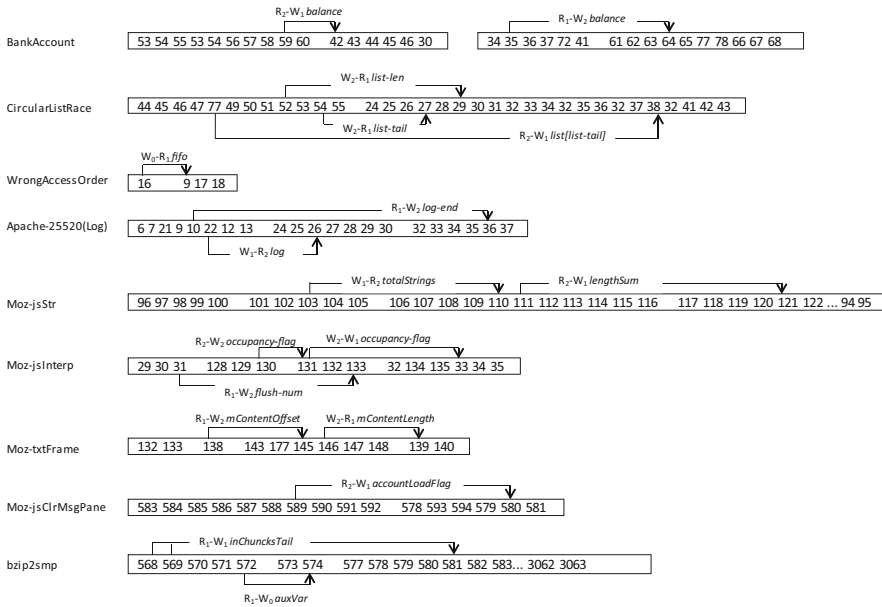 R2-W1 balance
R1-W2 balance
BankAccount
53 54 55 53 54 56 57 58 59 60 42 43 44 45 46 30
34 35 36 37 72 41 61 62 63 64 65 77 78 66 67 68
W2-R1 list-len
CircularListRace
44 45 46 47 77 49 50 51 52 53 54 55 24 25 26 27 28 29 30 31 32 33 34 32 35 36 32 37 38 32 41 42 43
W2-R1 list-tail
R2-W1 list[list-tail]
W0-R1 fifo
WrongAccessOrder
16 9 17 18
R1-W2 log-end
Apache-25520(Log)
6 7 21 9 10 22 12 13 24 25 26 27 28 29 30 32 33 34 35 36 37
W1-R2 log
W1-R2 totalStrings
R2-W1 lengthSum
Moz-jsStr
96 97 98 99 100 101 102 103 104 105 106 107 108 109 110 111 112 113 114 115 116 117 118 119 120 121 122 ... 94 95
R2-W2 occupancy-flag
W2-W1 occupancy-flag
Moz-jsInterp
29 30 31 128 129 130 131 132 133 32 134 135 33 34 35
R1-W2 flush-num
R1-W2 mContentOffset
W2-R1 mContentLength
Moz-txtFrame
132 133 138 143 177 145 146 147 148 139 140
R2-W1 accountLoadFlag
Moz-jsClrMsgPane
583 584 585 586 587 588 589 590 591 592 578 593 594 579 580 581
R1-W1 inChuncksTail
bzip2smp
568 569 570 571 572 573 574 577 578 579 580 581 582 583... 3062 3063
R1-W0 auxVar